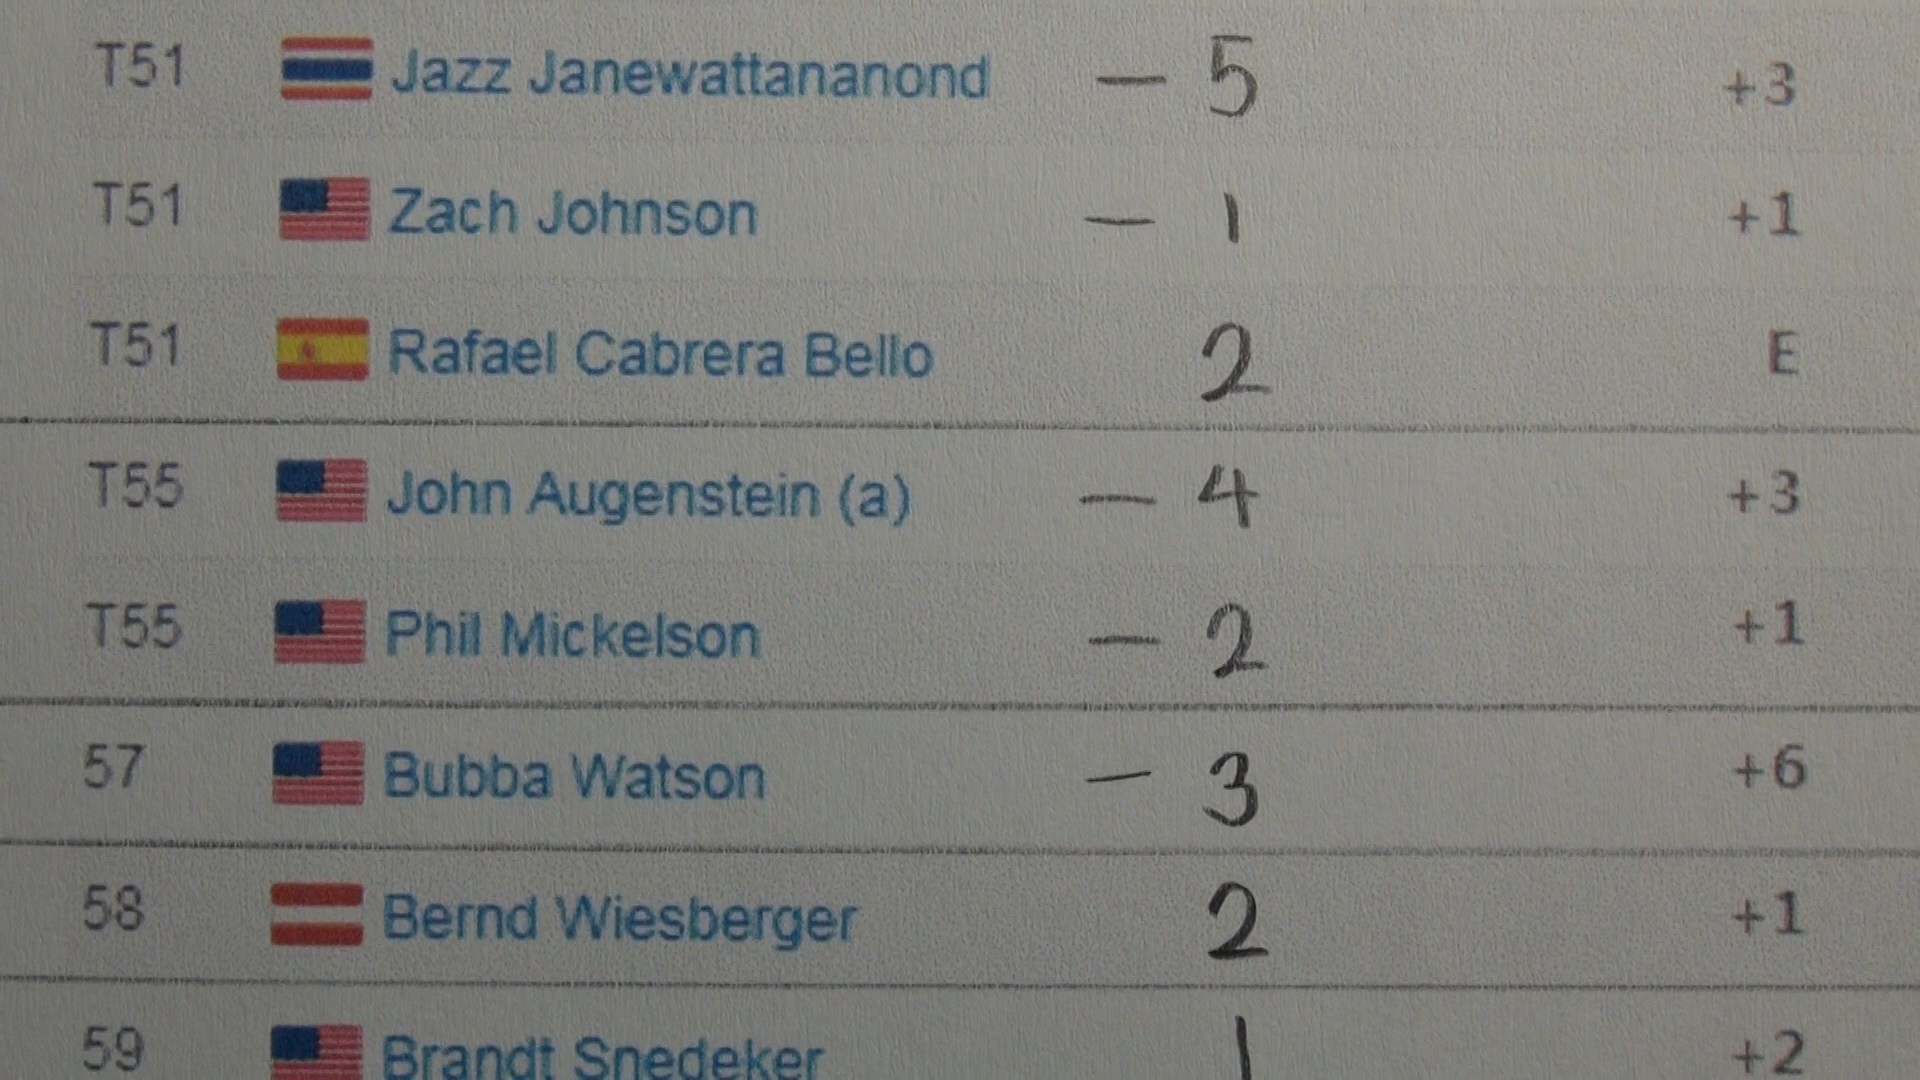 T51 Jazz Janewattananond — 5 +3
T51 Zach Johnson — 1 +1
T51 Rafael Cabrera Bello 2 E
T55 John Augenstein (a) — 4 +3
T55 Phil Mickelson — 2 +1
57 Bubba Watson — 3 +6
58 Bernd Wiesberger 2 +1
59 Brandt Snedeker 1 +2